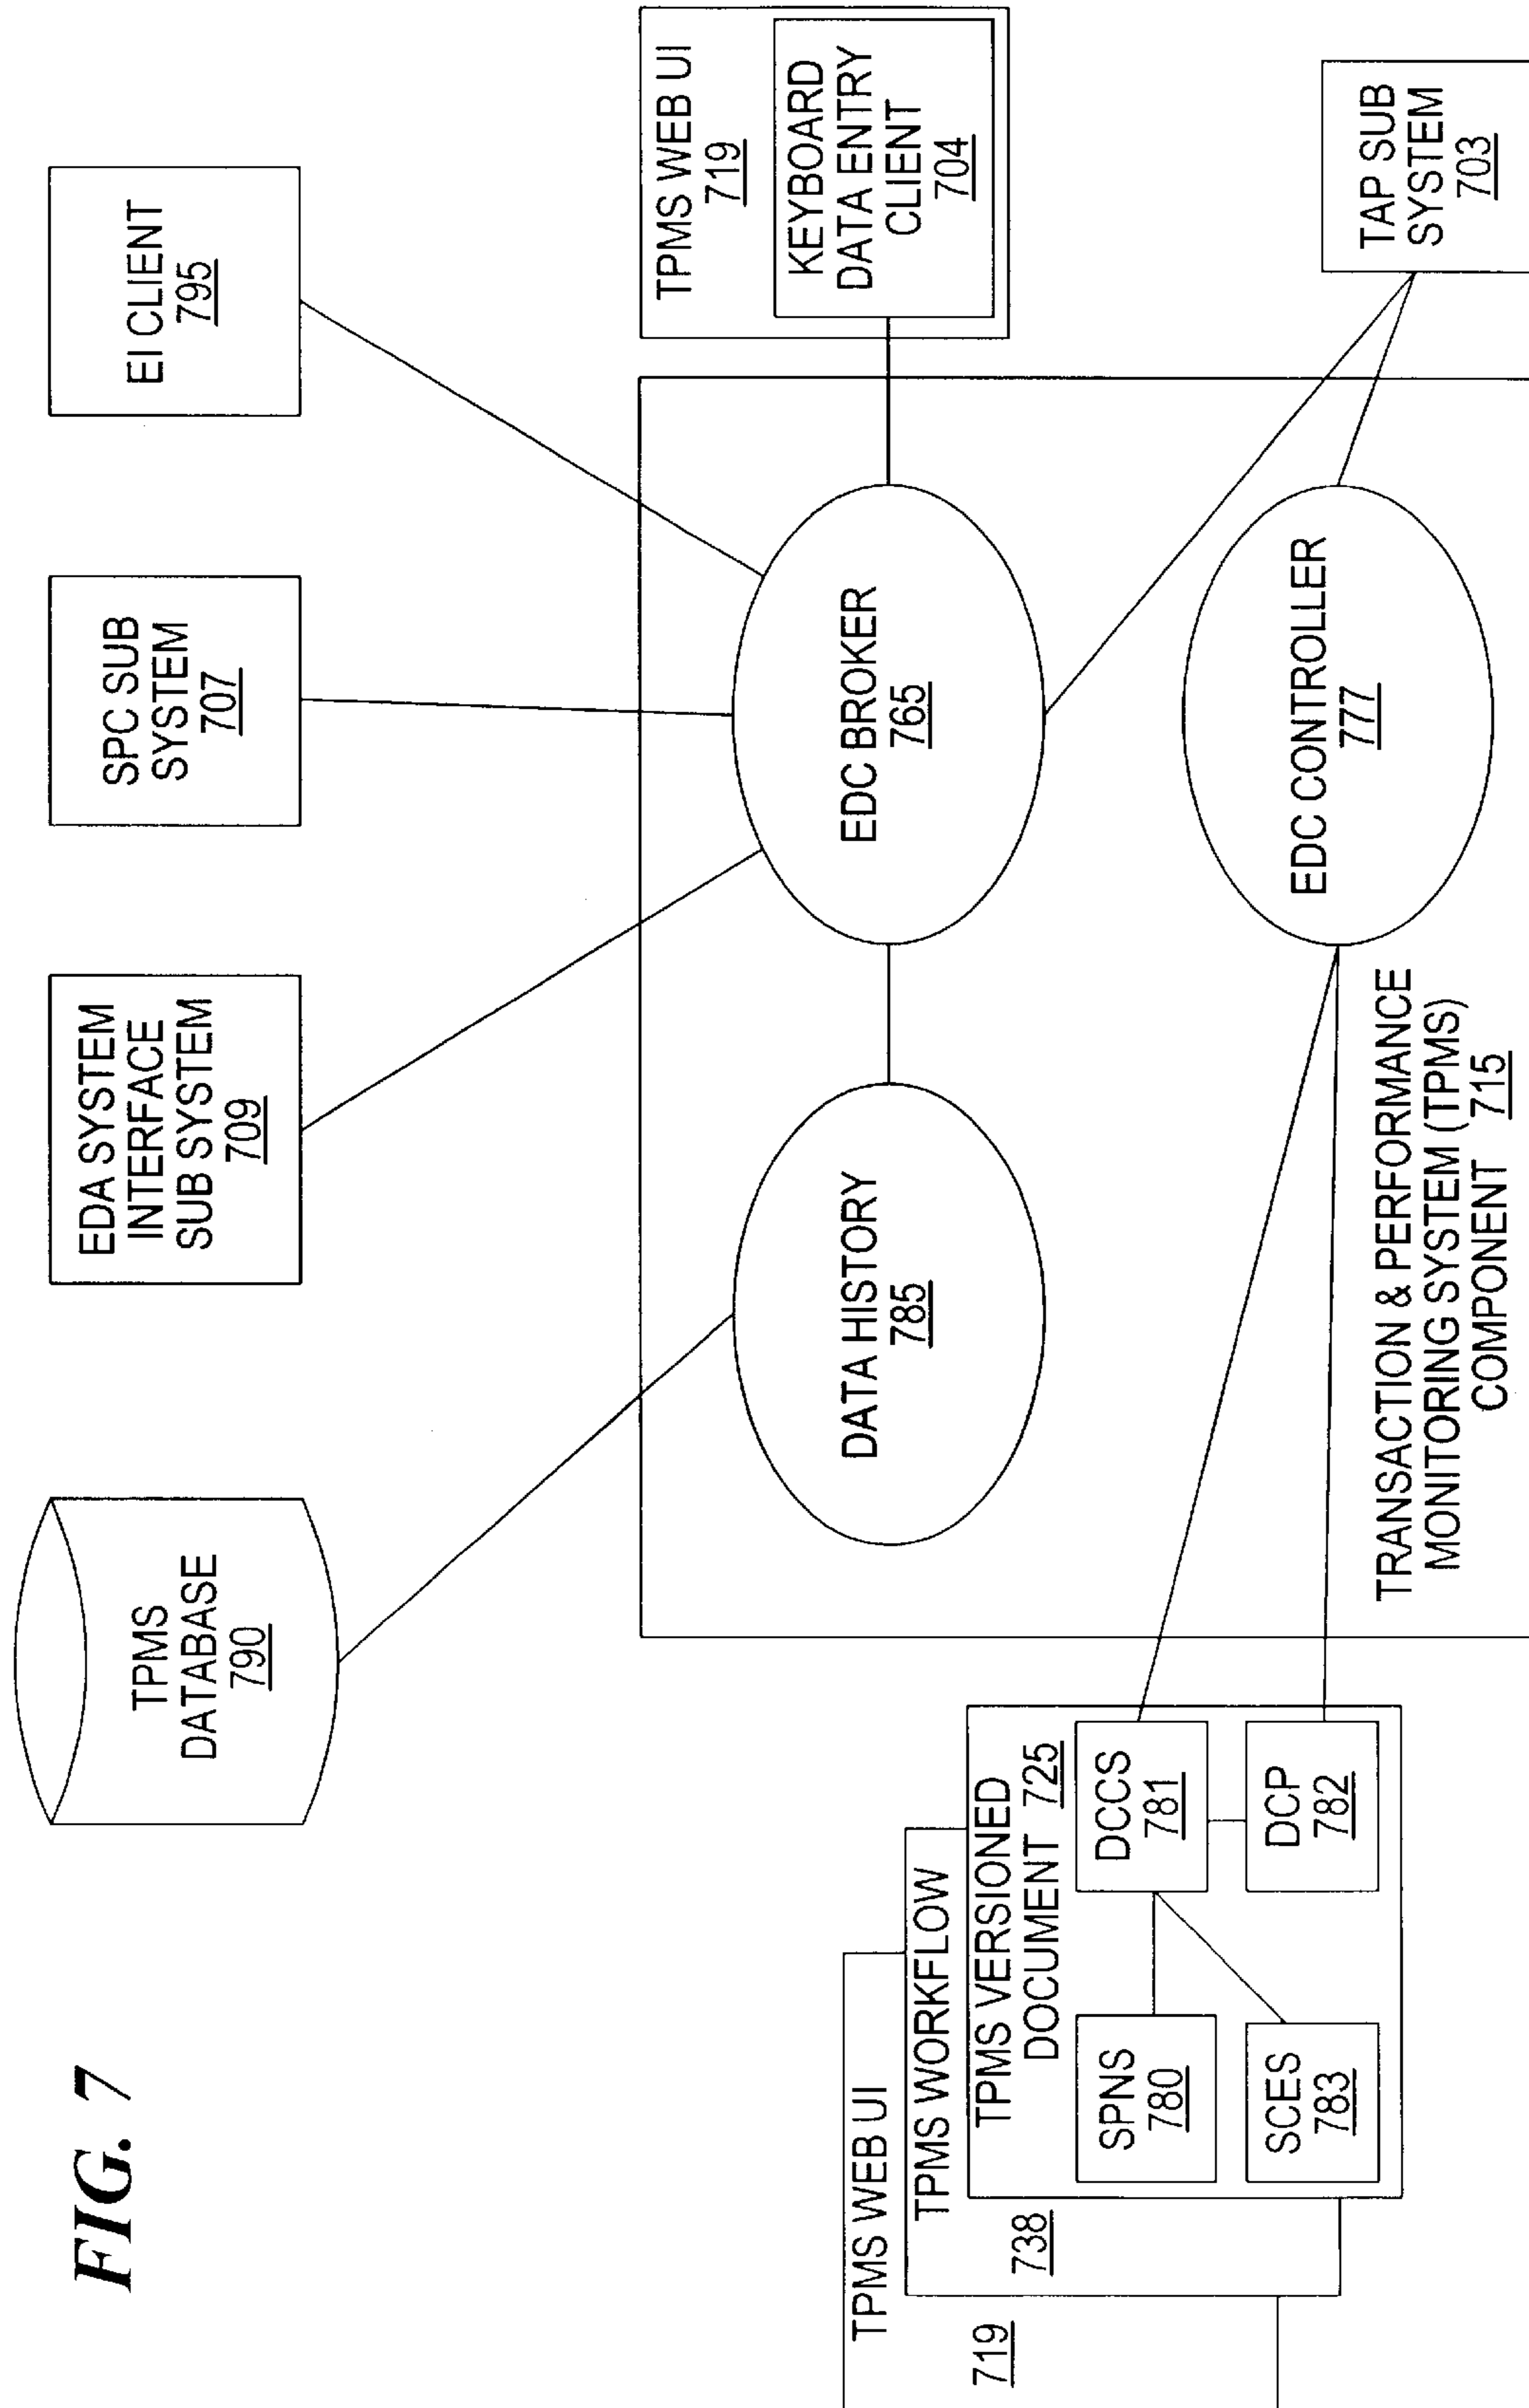 FIG. 7
TPMS
DATABASE
790
EDA SYSTEM
INTERFACE
SUB SYSTEM
709
SPC SUB
SYSTEM
707
EI CLIENT
795
TPMS WEB UI
719
KEYBOARD
DATA ENTRY
CLIENT
704
DATA HISTORY
785
EDC BROKER
765
EDC CONTROLLER
777
TAP SUB
SYSTEM
703
TRANSACTION & PERFORMANCE
MONITORING SYSTEM (TPMS)
COMPONENT 715
TPMS WEB UI
719
TPMS WORKFLOW
738
TPMS VERSIONED
DOCUMENT 725
SPNS
780
DCCS
781
SCES
783
DCP
782